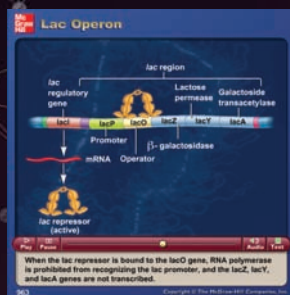 Mc
Graw
Hill
Lac Operon
lac region
lac
regulatory
gene
Lactose
permease
Galactoside
transacetylase
lacI
lacP
lacO
lacZ
lacY
lacA
Promoter
β-galactosidase
mRNA
Operator
lac repressor
(active)
Play
Pause
Audio
Text
When the lac repressor is bound to the lacO gene, RNA polymerase
is prohibited from recognizing the lac promoter, and the lacZ, lacY,
and lacA genes are not transcribed.
963
Copyright © The McGraw-Hill Companies, Inc.